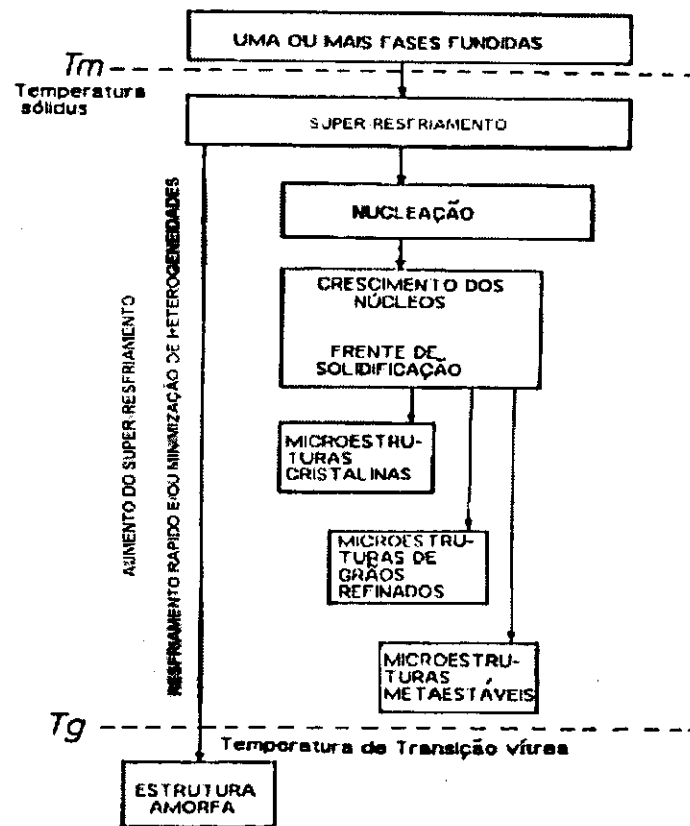 UMA OU MAIS FASES FUNDIDAS
Tm
Temperatura
sólidus
SUPER-RESFRIAMENTO
NUCLEAÇÃO
CRESCIMENTO DOS
NÚCLEOS
FRENTE DE
SOLIDIFICAÇÃO
AUMENTO DO SUPER-RESFRIAMENTO
RESFRIAMENTO RÁPIDO E/OU MINIMIZAÇÃO DE HETEROGENEIDADES
MICROESTRU-
TURAS
CRISTALINAS
MICROESTRU-
TURAS DE
GRÃOS
REFINADOS
MICROESTRU-
TURAS
METAESTÁVEIS
Tg
Temperatura de Transição vítrea
ESTRUTURA
AMORFA